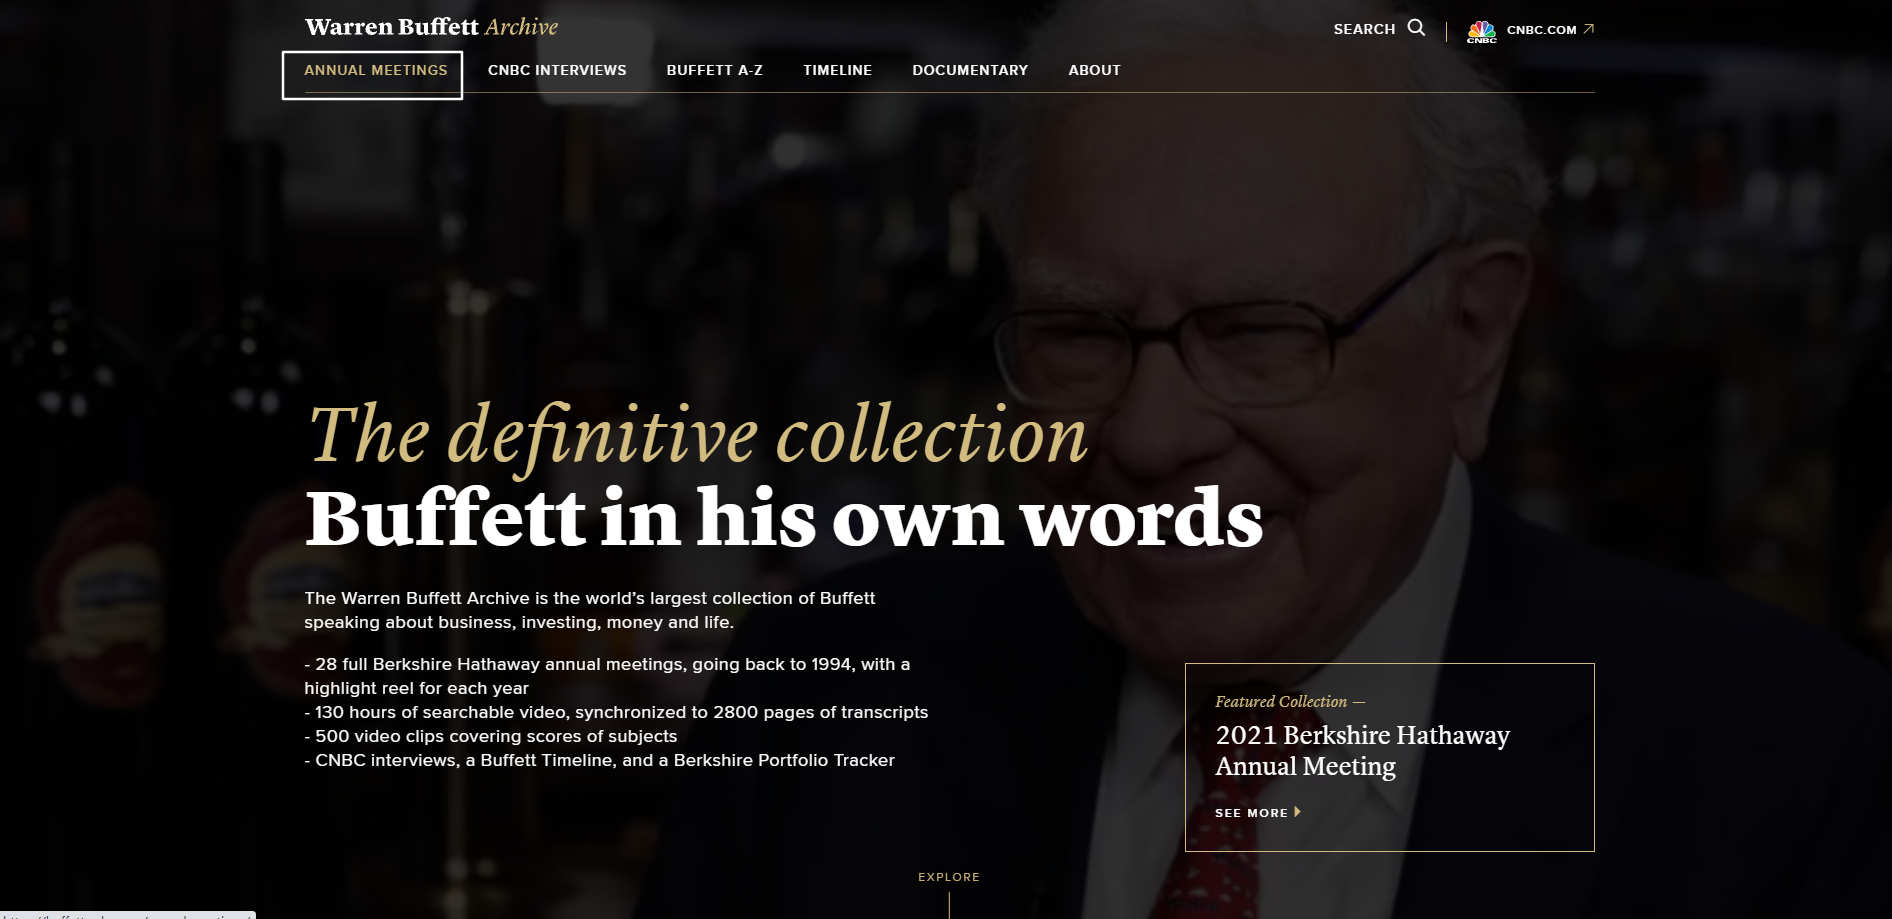 Warren Buffett Archive
SEARCH
CNBC
CNBC.COM
ANNUAL MEETINGS
CNBC INTERVIEWS
BUFFETT A-Z
TIMELINE
DOCUMENTARY
ABOUT
The definitive collection
Buffett in his own words
The Warren Buffett Archive is the world’s largest collection of Buffett
speaking about business, investing, money and life.
- 28 full Berkshire Hathaway annual meetings, going back to 1994, with a
highlight reel for each year
- 130 hours of searchable video, synchronized to 2800 pages of transcripts
- 500 video clips covering scores of subjects
- CNBC interviews, a Buffett Timeline, and a Berkshire Portfolio Tracker
Featured Collection —
2021 Berkshire Hathaway
Annual Meeting
SEE MORE
EXPLORE